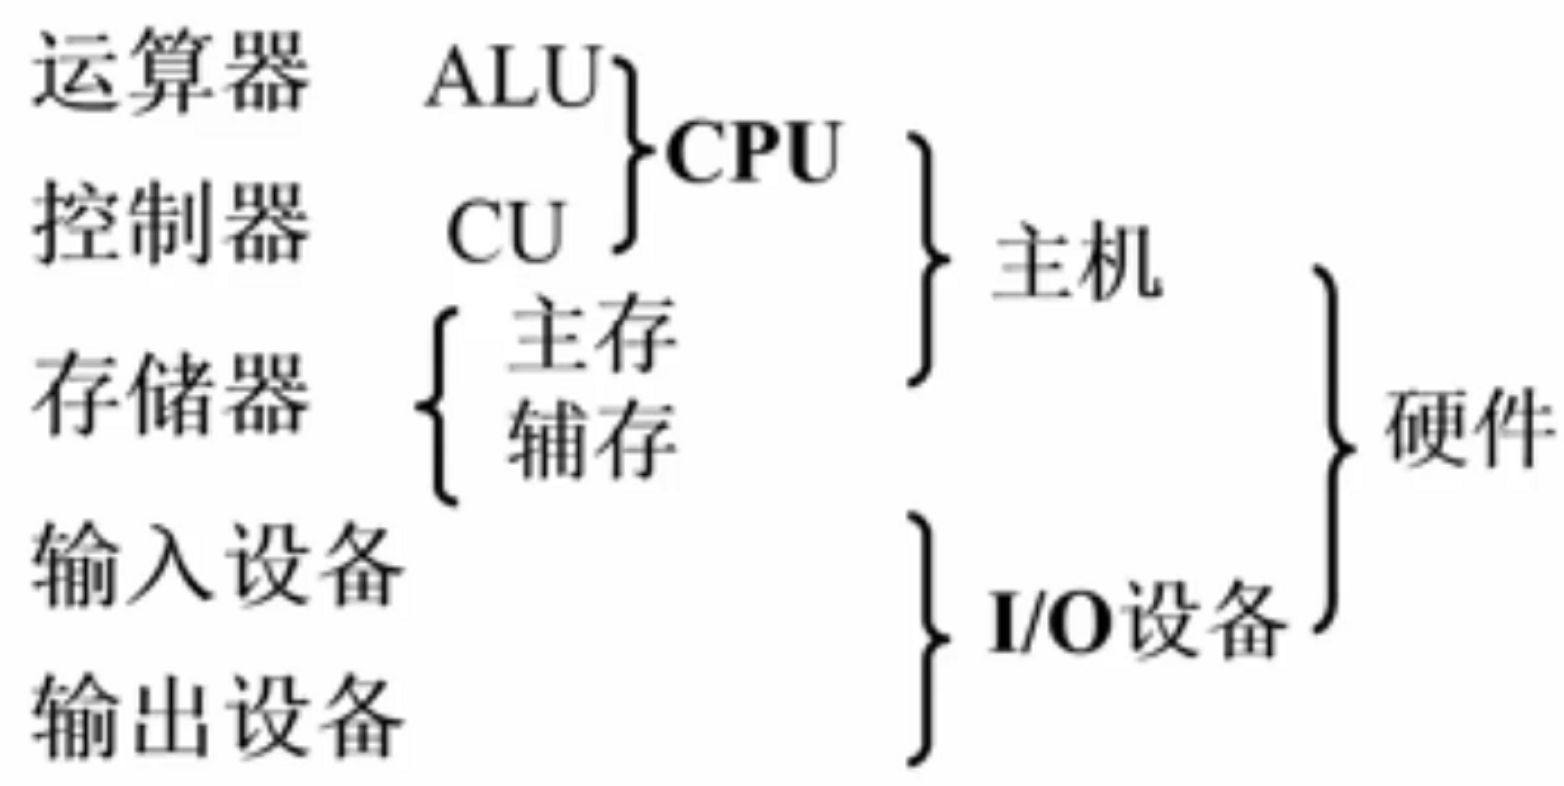 运算器 ALU
CPU
控制器 CU
主机
主存
存储器
辅存
硬件
输入设备
I/O设备
输出设备